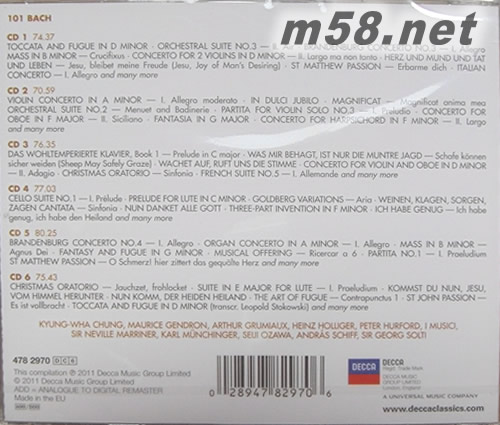 m58.net
101 BACH
CD 1 74.37
TOCCATA AND FUGUE IN D MINOR · ORCHESTRAL SUITE NO.3 — II. Air · BRANDENBURG CONCERTO NO.3 — I. Allegro
MASS IN B MINOR — Crucifixus · CONCERTO FOR 2 VIOLINS IN D MINOR — II. Largo ma non tanto · HERZ UND MUND UND TAT
UND LEBEN — Jesu, bleibet meine Freude (Jesu, Joy of Man's Desiring) · ST MATTHEW PASSION — Erbarme dich · ITALIAN
CONCERTO — I. Allegro and many more
CD 2 70.59
VIOLIN CONCERTO IN A MINOR — I. Allegro moderato · IN DULCI JUBILO · MAGNIFICAT — Magnificat anima mea
ORCHESTRAL SUITE NO.2 — Menuet and Badinerie · PARTITA FOR VIOLIN SOLO NO.3 — I. Preludio · CONCERTO FOR
OBOE IN F MAJOR — II. Siciliano · FANTASIA IN G MAJOR · CONCERTO FOR HARPSICHORD IN F MINOR — II. Largo
and many more
CD 3 76.35
DAS WOHLTEMPERIERTE KLAVIER, Book 1 — Prelude in C major · WAS MIR BEHAGT, IST NUR DIE MUNTRE JAGD — Schafe können
sicher weiden (Sheep May Safely Graze) · WACHET AUF, RUFT UNS DIE STIMME · CONCERTO FOR VIOLIN AND OBOE IN D MINOR
— II. Adagio · CHRISTMAS ORATORIO — Sinfonia · FRENCH SUITE NO.5 — I. Allemande and many more
CD 4 77.03
CELLO SUITE NO.1 — I. Prélude · PRELUDE FOR LUTE IN C MINOR · GOLDBERG VARIATIONS — Aria · WEINEN, KLAGEN, SORGEN,
ZAGEN CANTATA — Sinfonia · NUN DANKET ALLE GOTT · THREE-PART INVENTION IN F MINOR · ICH HABE GENUG — Ich habe
genug, ich habe den Heiland and many more
CD 5 80.25
BRANDENBURG CONCERTO NO.4 — I. Allegro · ORGAN CONCERTO IN A MINOR — I. Allegro · MASS IN B MINOR —
Agnus Dei · FANTASY AND FUGUE IN G MINOR · MUSICAL OFFERING — Ricercar a 6 · PARTITA NO.1 — I. Praeludium
ST MATTHEW PASSION — O Schmerz! hier zittert das gequälte Herz and many more
CD 6 75.43
CHRISTMAS ORATORIO — Jauchzet, frohlocket · SUITE IN E MAJOR FOR LUTE — I. Praeludium · KOMMST DU NUN, JESU,
VOM HIMMEL HERUNTER · NUN KOMM, DER HEIDEN HEILAND · THE ART OF FUGUE — Contrapunctus 1 · ST JOHN PASSION —
Es ist vollbracht · TOCCATA AND FUGUE IN D MINOR (transcr. Leopold Stokowski) and many more
KYUNG-WHA CHUNG, MAURICE GENDRON, ARTHUR GRUMIAUX, HEINZ HOLLIGER, PETER HURFORD, I MUSICI,
SIR NEVILLE MARRINER, KARL MÜNCHINGER, SEIJI OZAWA, ANDRÁS SCHIFF, SIR GEORG SOLTI
478 2970 DC6
This compilation ℗ 2011 Decca Music Group Limited
© 2011 Decca Music Group Limited
ADD = ANALOGUE TO DIGITAL REMASTER
Made in the EU
0 28947 82970 6
DECCA
DECCA
DECCA MUSIC
GROUP LIMITED
London, England
A UNIVERSAL MUSIC COMPANY
www.deccaclassics.com